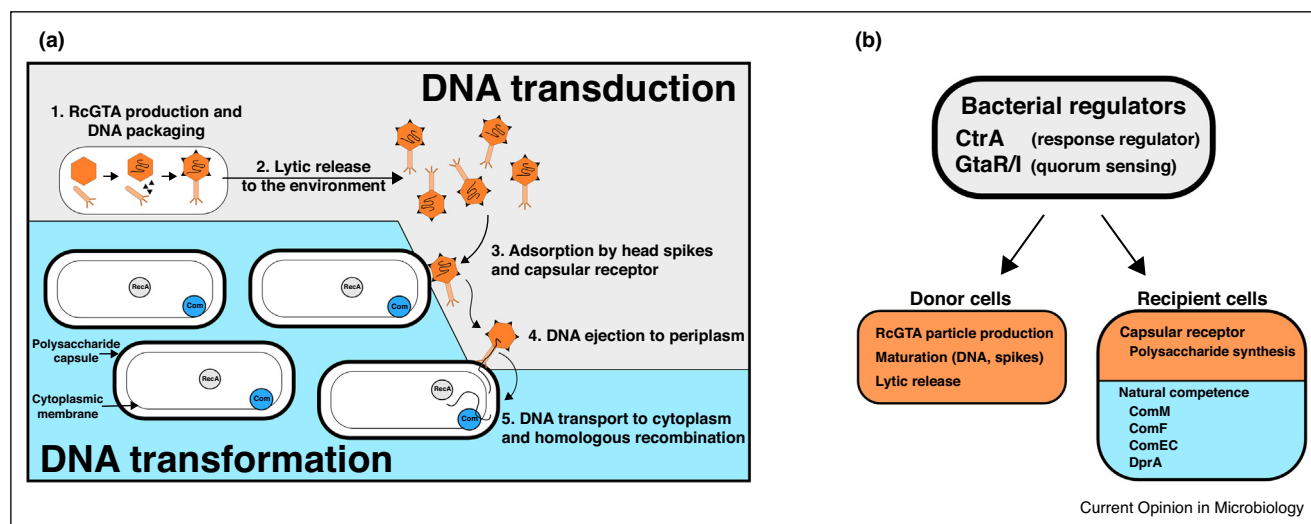 (a)
DNA transduction
1. RcGTA production and
DNA packaging
2. Lytic release
to the environment
3. Adsorption by head spikes
and capsular receptor
RecA
Com
RecA
Com
4. DNA ejection to periplasm
Polysaccharide
capsule
RecA
Com
RecA
Com
Cytoplasmic
membrane
5. DNA transport to cytoplasm
and homologous recombination
DNA transformation
(b)
Bacterial regulators
CtrA (response regulator)
GtaR/I (quorum sensing)
Donor cells
RcGTA particle production
Maturation (DNA, spikes)
Lytic release
Recipient cells
Capsular receptor
Polysaccharide synthesis
Natural competence
ComM
ComF
ComEC
DprA
Current Opinion in Microbiology